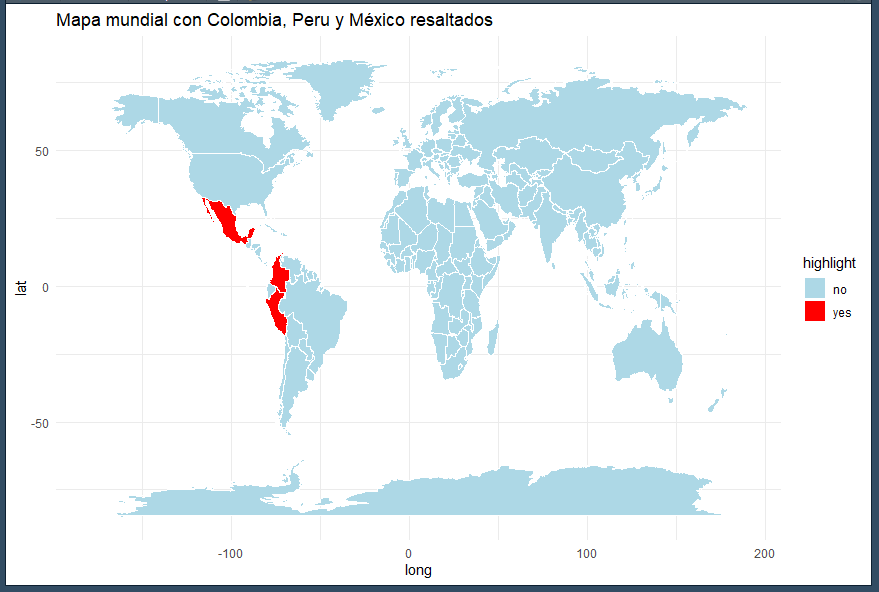 Mapa mundial con Colombia, Peru y México resaltados
50
0
-50
lat
-100 0 100 200
long
highlight
no
yes